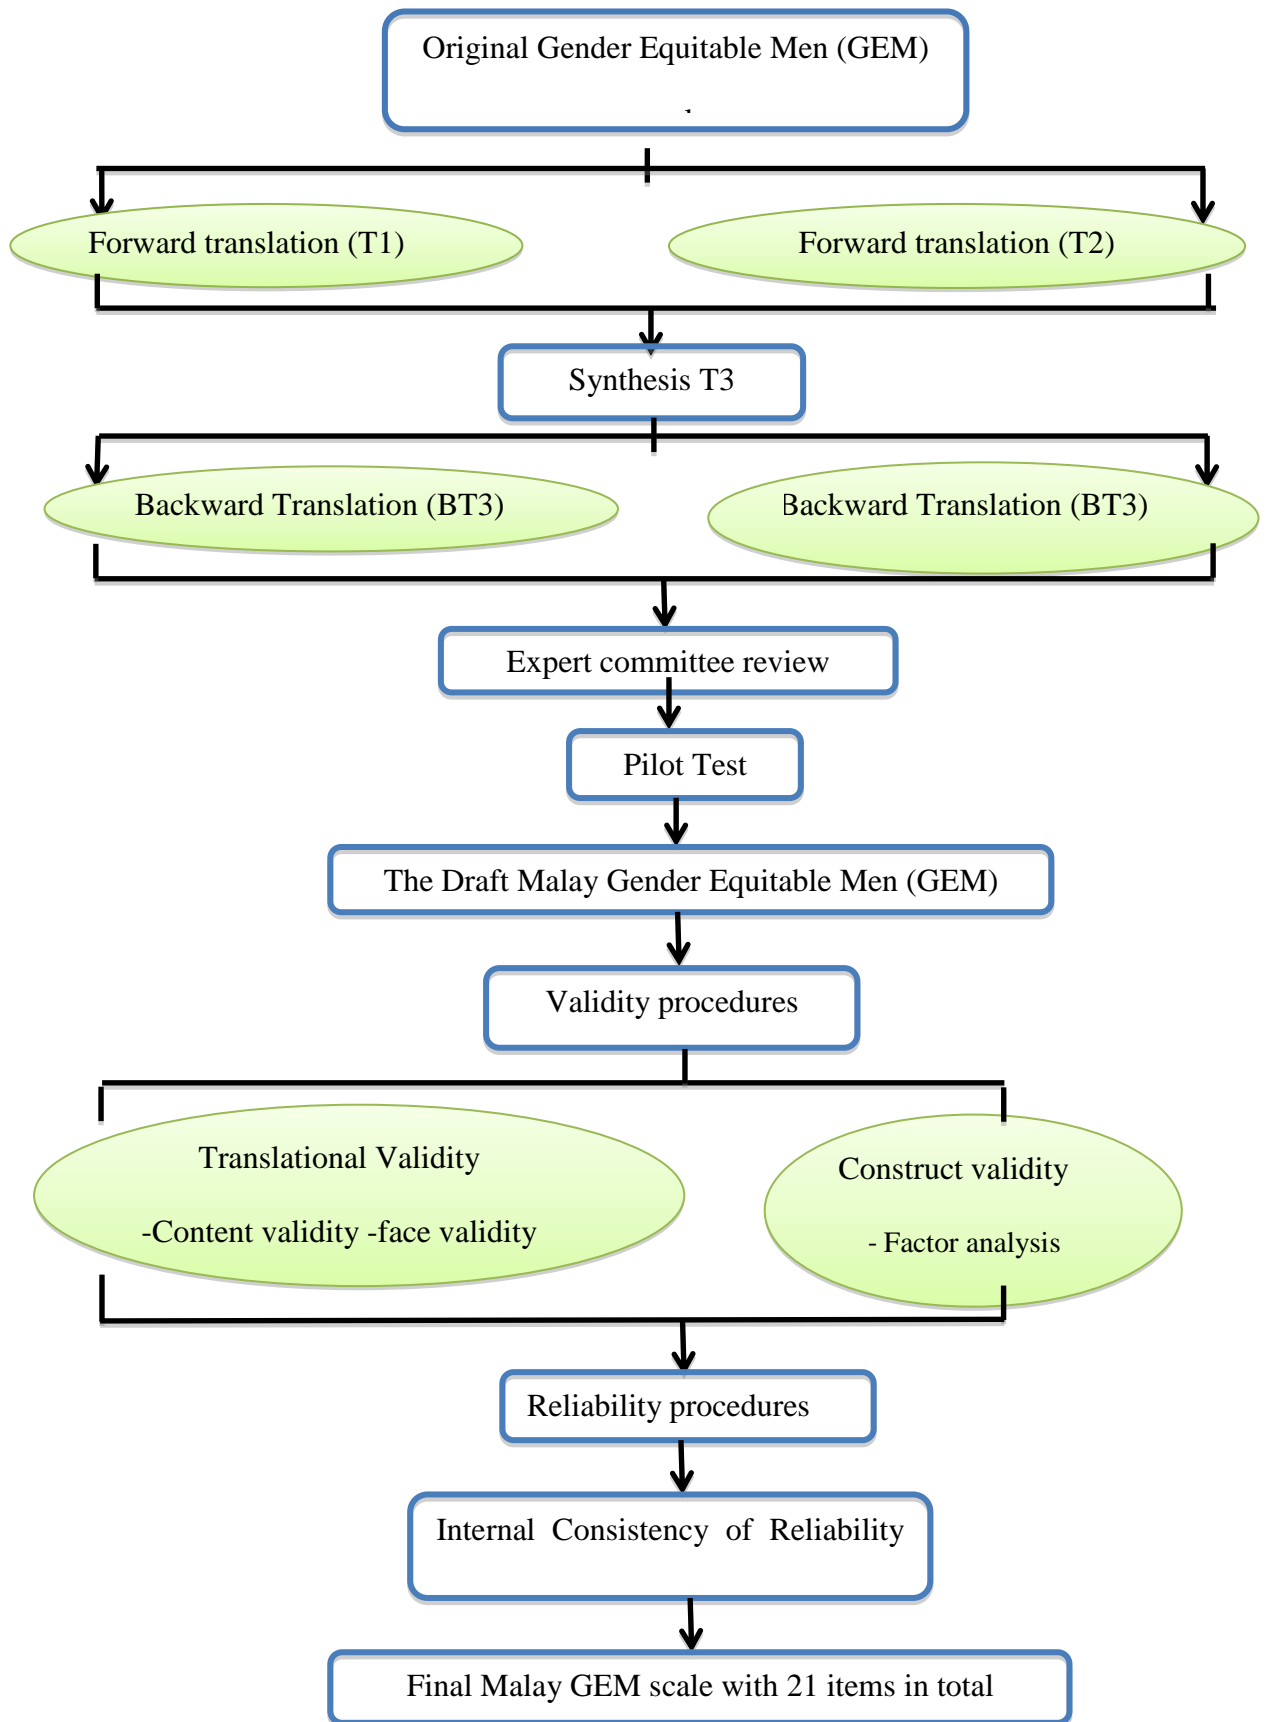 Original Gender Equitable Men (GEM)
Forward translation (T1)
Forward translation (T2)
Synthesis T3
Backward Translation (BT3)
Backward Translation (BT3)
Expert committee review
Pilot Test
The Draft Malay Gender Equitable Men (GEM)
Validity procedures
Translational Validity
-Content validity -face validity
Construct validity
- Factor analysis
Reliability procedures
Internal Consistency of Reliability
Final Malay GEM scale with 21 items in total